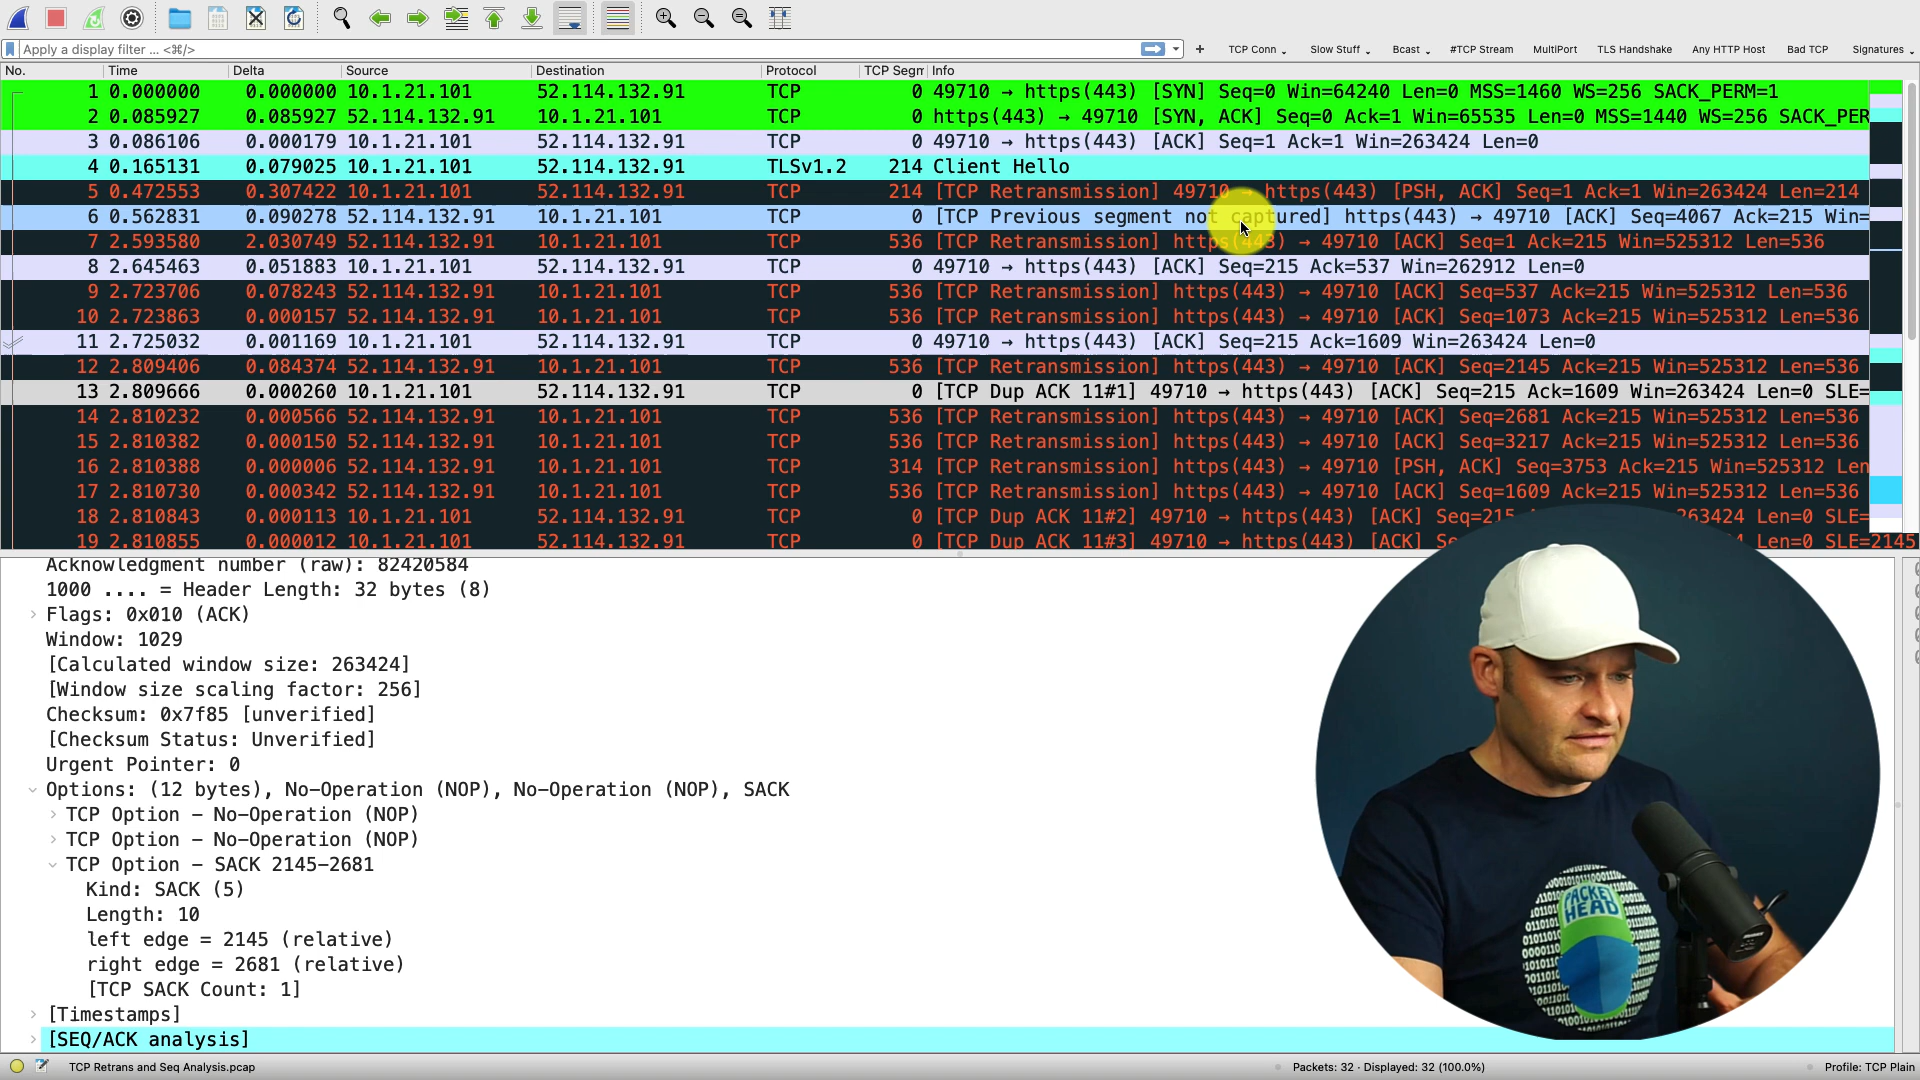 Apply a display filter ... <⌘/>
+ TCP Conn Slow Stuff Bcast #TCP Stream MultiPort TLS Handshake Any HTTP Host Bad TCP Signatures
No. Time Delta Source Destination Protocol TCP Segm Info
1 0.000000 0.000000 10.1.21.101 52.114.132.91 TCP 0 49710 → https(443) [SYN] Seq=0 Win=64240 Len=0 MSS=1460 WS=256 SACK_PERM=1
2 0.085927 0.085927 52.114.132.91 10.1.21.101 TCP 0 https(443) → 49710 [SYN, ACK] Seq=0 Ack=1 Win=65535 Len=0 MSS=1440 WS=256 SACK_PER
3 0.086106 0.000179 10.1.21.101 52.114.132.91 TCP 0 49710 → https(443) [ACK] Seq=1 Ack=1 Win=263424 Len=0
4 0.165131 0.079025 10.1.21.101 52.114.132.91 TLSv1.2 214 Client Hello
5 0.472553 0.307422 10.1.21.101 52.114.132.91 TCP 214 [TCP Retransmission] 49710 → https(443) [PSH, ACK] Seq=1 Ack=1 Win=263424 Len=214
6 0.562831 0.090278 52.114.132.91 10.1.21.101 TCP 0 [TCP Previous segment not captured] https(443) → 49710 [ACK] Seq=4067 Ack=215 Win=
7 2.593580 2.030749 52.114.132.91 10.1.21.101 TCP 536 [TCP Retransmission] https(443) → 49710 [ACK] Seq=1 Ack=215 Win=525312 Len=536
8 2.645463 0.051883 10.1.21.101 52.114.132.91 TCP 0 49710 → https(443) [ACK] Seq=215 Ack=537 Win=262912 Len=0
9 2.723706 0.078243 52.114.132.91 10.1.21.101 TCP 536 [TCP Retransmission] https(443) → 49710 [ACK] Seq=537 Ack=215 Win=525312 Len=536
10 2.723863 0.000157 52.114.132.91 10.1.21.101 TCP 536 [TCP Retransmission] https(443) → 49710 [ACK] Seq=1073 Ack=215 Win=525312 Len=536
11 2.725032 0.001169 10.1.21.101 52.114.132.91 TCP 0 49710 → https(443) [ACK] Seq=215 Ack=1609 Win=263424 Len=0
12 2.809406 0.084374 52.114.132.91 10.1.21.101 TCP 536 [TCP Retransmission] https(443) → 49710 [ACK] Seq=2145 Ack=215 Win=525312 Len=536
13 2.809666 0.000260 10.1.21.101 52.114.132.91 TCP 0 [TCP Dup ACK 11#1] 49710 → https(443) [ACK] Seq=215 Ack=1609 Win=263424 Len=0 SLE=
14 2.810232 0.000566 52.114.132.91 10.1.21.101 TCP 536 [TCP Retransmission] https(443) → 49710 [ACK] Seq=2681 Ack=215 Win=525312 Len=536
15 2.810382 0.000150 52.114.132.91 10.1.21.101 TCP 536 [TCP Retransmission] https(443) → 49710 [ACK] Seq=3217 Ack=215 Win=525312 Len=536
16 2.810388 0.000006 52.114.132.91 10.1.21.101 TCP 314 [TCP Retransmission] https(443) → 49710 [PSH, ACK] Seq=3753 Ack=215 Win=525312 Len
17 2.810730 0.000342 52.114.132.91 10.1.21.101 TCP 536 [TCP Retransmission] https(443) → 49710 [ACK] Seq=1609 Ack=215 Win=525312 Len=536
18 2.810843 0.000113 10.1.21.101 52.114.132.91 TCP 0 [TCP Dup ACK 11#2] 49710 → https(443) [ACK] Seq=215 63424 Len=0 SLE=
19 2.810855 0.000012 10.1.21.101 52.114.132.91 TCP 0 [TCP Dup ACK 11#3] 49710 → https(443) [ACK] Len=0 SLE=2145
Acknowledgment number (raw): 82420584
1000 .... = Header Length: 32 bytes (8)
Flags: 0x010 (ACK)
Window: 1029
[Calculated window size: 263424]
[Window size scaling factor: 256]
Checksum: 0x7f85 [unverified]
[Checksum Status: Unverified]
Urgent Pointer: 0
Options: (12 bytes), No-Operation (NOP), No-Operation (NOP), SACK
TCP Option – No-Operation (NOP)
TCP Option – No-Operation (NOP)
TCP Option – SACK 2145-2681
Kind: SACK (5)
Length: 10
left edge = 2145 (relative)
right edge = 2681 (relative)
[TCP SACK Count: 1]
[Timestamps]
[SEQ/ACK analysis]
PACKET
HEAD
TCP Retrans and Seq Analysis.pcap Packets: 32 · Displayed: 32 (100.0%) Profile: TCP Plain